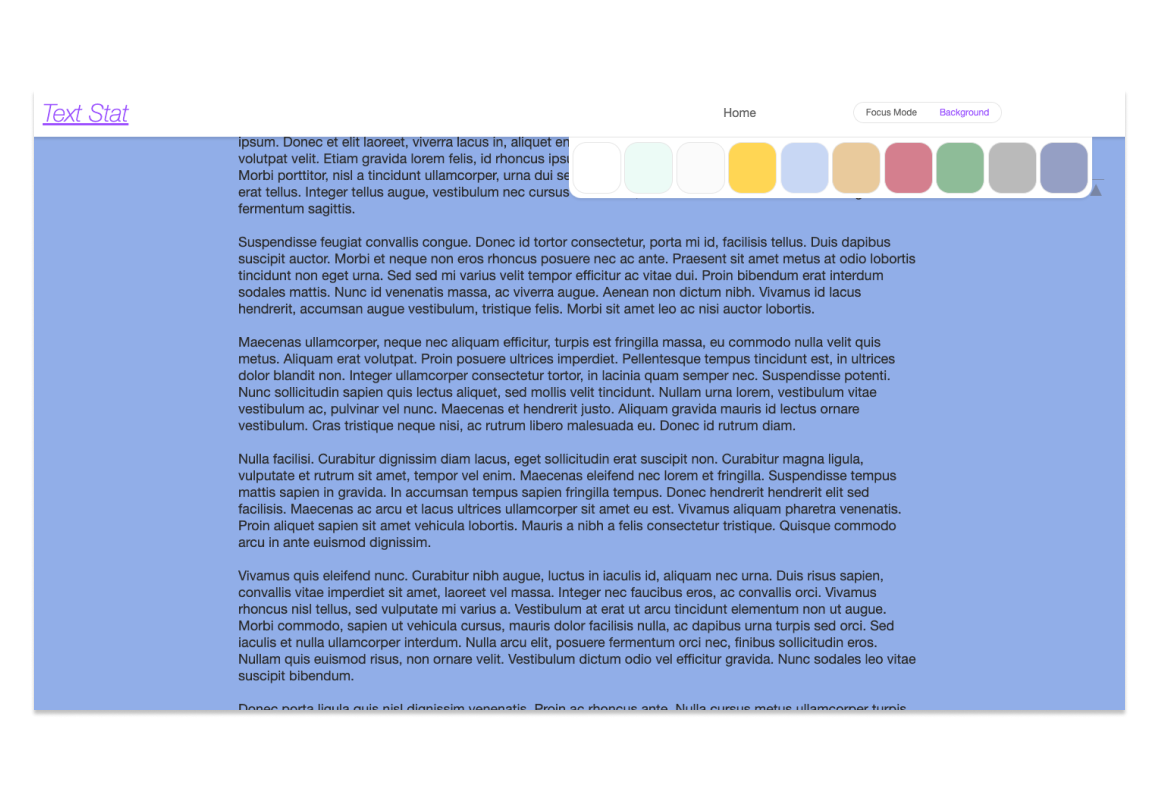 Text Stat
Home
Focus Mode
Background
ipsum. Donec et elit laoreet, viverra lacus in, aliquet
volutpat velit. Etiam gravida lorem felis, id rhoncus
Morbi porttitor, nisl a tincidunt ullamcorper, urna dui
erat tellus. Integer tellus augue, vestibulum nec cursus
fermentum sagittis.
Suspendisse feugiat convallis congue. Donec id tortor consectetur, porta mi id, facilisis tellus. Duis dapibus
suscipit auctor. Morbi et neque non eros rhoncus posuere nec ac ante. Praesent sit amet metus at odio lobortis
tincidunt non eget urna. Sed sed mi varius velit tempor efficitur ac vitae dui. Proin bibendum erat interdum
sodales mattis. Nunc id venenatis massa, ac viverra augue. Aenean non dictum nibh. Vivamus id lacus
hendrerit, accumsan augue vestibulum, tristique felis. Morbi sit amet leo ac nisi auctor lobortis.
Maecenas ullamcorper, neque nec aliquam efficitur, turpis est fringilla massa, eu commodo nulla velit quis
metus. Aliquam erat volutpat. Proin posuere ultrices imperdiet. Pellentesque tempus tincidunt est, in ultrices
dolor blandit non. Integer ullamcorper consectetur tortor, in lacinia quam semper nec. Suspendisse potenti.
Nunc sollicitudin sapien quis lectus aliquet, sed mollis velit tincidunt. Nullam urna lorem, vestibulum vitae
vestibulum ac, pulvinar vel nunc. Maecenas et hendrerit justo. Aliquam gravida mauris id lectus ornare
vestibulum. Cras tristique neque nisi, ac rutrum libero malesuada eu. Donec id rutrum diam.
Nulla facilisi. Curabitur dignissim diam lacus, eget sollicitudin erat suscipit non. Curabitur magna ligula,
vulputate et rutrum sit amet, tempor vel enim. Maecenas eleifend nec lorem et fringilla. Suspendisse tempus
mattis sapien in gravida. In accumsan tempus sapien fringilla tempus. Donec hendrerit hendrerit elit sed
facilisis. Maecenas ac arcu et lacus ultrices ullamcorper sit amet eu est. Vivamus aliquam pharetra venenatis.
Proin aliquet sapien sit amet vehicula lobortis. Mauris a nibh a felis consectetur tristique. Quisque commodo
arcu in ante euismod dignissim.
Vivamus quis eleifend nunc. Curabitur nibh augue, luctus in iaculis id, aliquam nec urna. Duis risus sapien,
convallis vitae imperdiet sit amet, laoreet vel massa. Integer nec faucibus eros, ac convallis orci. Vivamus
rhoncus nisl tellus, sed vulputate mi varius a. Vestibulum at erat ut arcu tincidunt elementum non ut augue.
Morbi commodo, sapien ut vehicula cursus, mauris dolor facilisis nulla, ac dapibus urna turpis sed orci. Sed
iaculis et nulla ullamcorper interdum. Nulla arcu elit, posuere fermentum orci nec, finibus sollicitudin eros.
Nullam quis euismod risus, non ornare velit. Vestibulum dictum odio vel efficitur gravida. Nunc sodales leo vitae
suscipit bibendum.
Donec porta ligula quis nisl dignissim venenatis. Proin ac rhoncus ante. Nulla cursus metus ullamcorper turpis